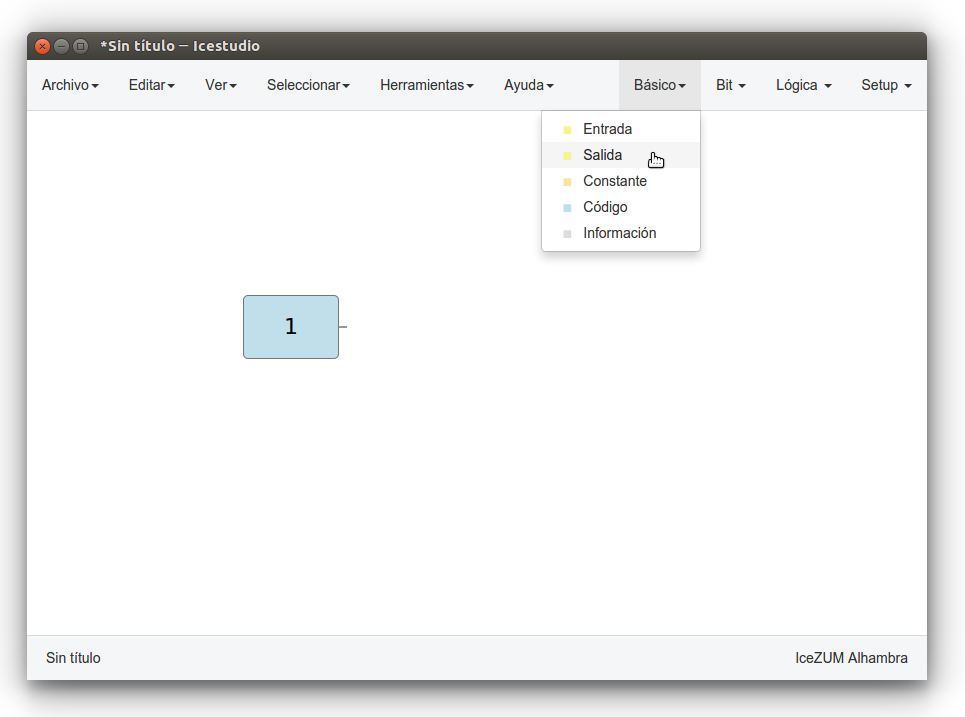 *Sin título — Icestudio
Archivo Editar Ver Seleccionar Herramientas Ayuda Básico Bit Lógica Setup
Entrada
Salida
Constante
Código
Información
1
Sin título IceZUM Alhambra